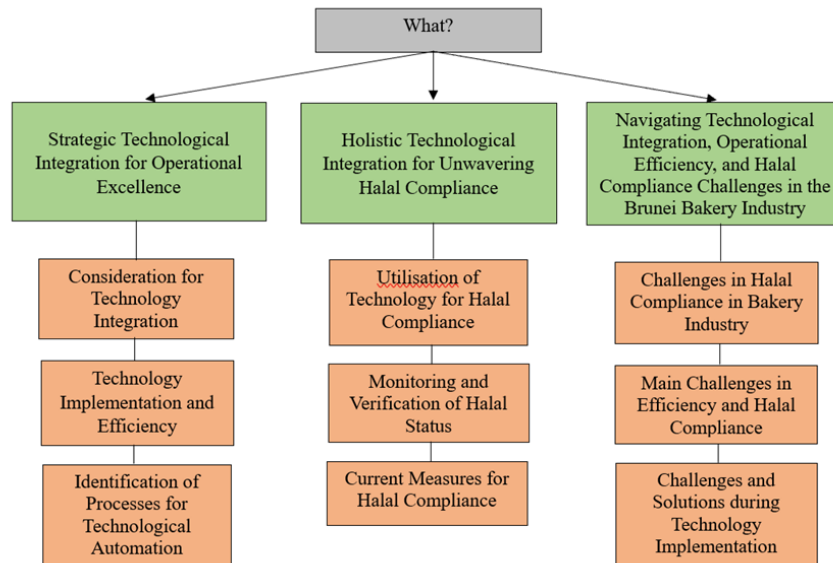 What?
Strategic Technological
Integration for Operational
Excellence
Holistic Technological
Integration for Unwavering
Halal Compliance
Navigating Technological
Integration, Operational
Efficiency, and Halal
Compliance Challenges in the
Brunei Bakery Industry
Consideration for
Technology
Integration
Technology
Implementation and
Efficiency
Identification of
Processes for
Technological
Automation
Utilisation of
Technology for Halal
Compliance
Monitoring and
Verification of Halal
Status
Current Measures for
Halal Compliance
Challenges in Halal
Compliance in Bakery
Industry
Main Challenges in
Efficiency and Halal
Compliance
Challenges and
Solutions during
Technology
Implementation